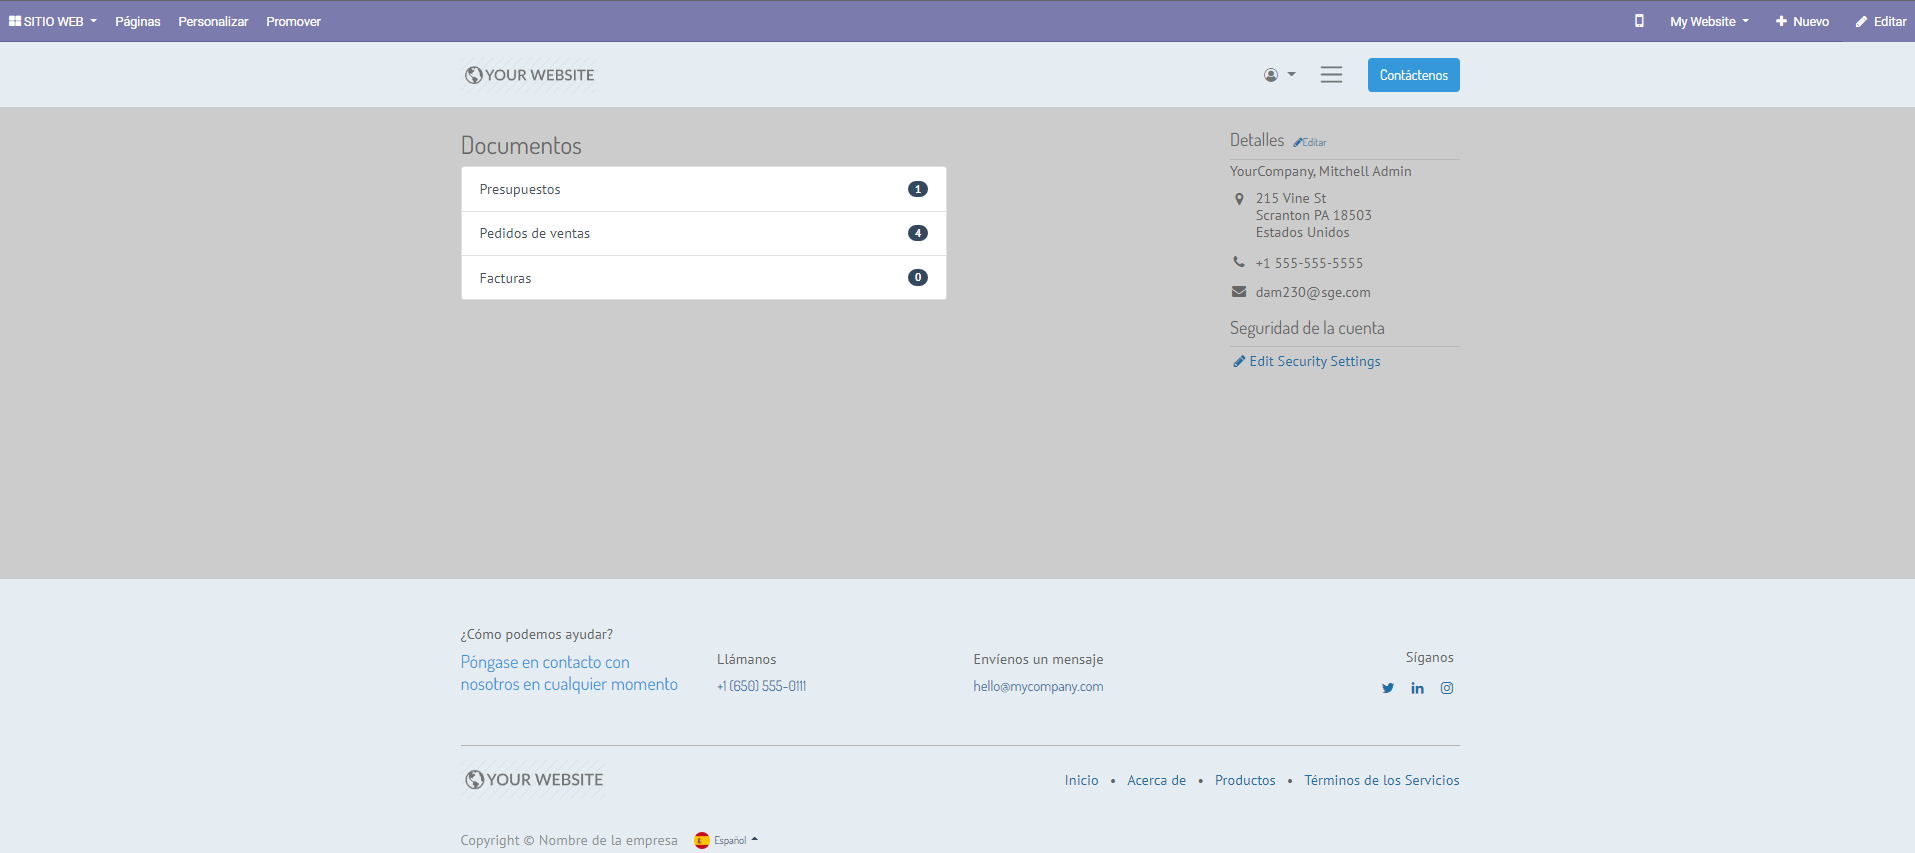 SITIO WEB Páginas Personalizar Promover My Website Nuevo Editar
YOUR WEBSITE Contáctenos
Documentos
Presupuestos 1
Pedidos de ventas 4
Facturas 0
Detalles Editar
YourCompany, Mitchell Admin
215 Vine St
Scranton PA 18503
Estados Unidos
+1 555-555-5555
dam230@sge.com
Seguridad de la cuenta
Edit Security Settings
¿Cómo podemos ayudar?
Póngase en contacto con
nosotros en cualquier momento
Llámanos
+1 (650) 555-0111
Envíenos un mensaje
hello@mycompany.com
Síganos
YOUR WEBSITE
Inicio • Acerca de • Productos • Términos de los Servicios
Copyright © Nombre de la empresa Español